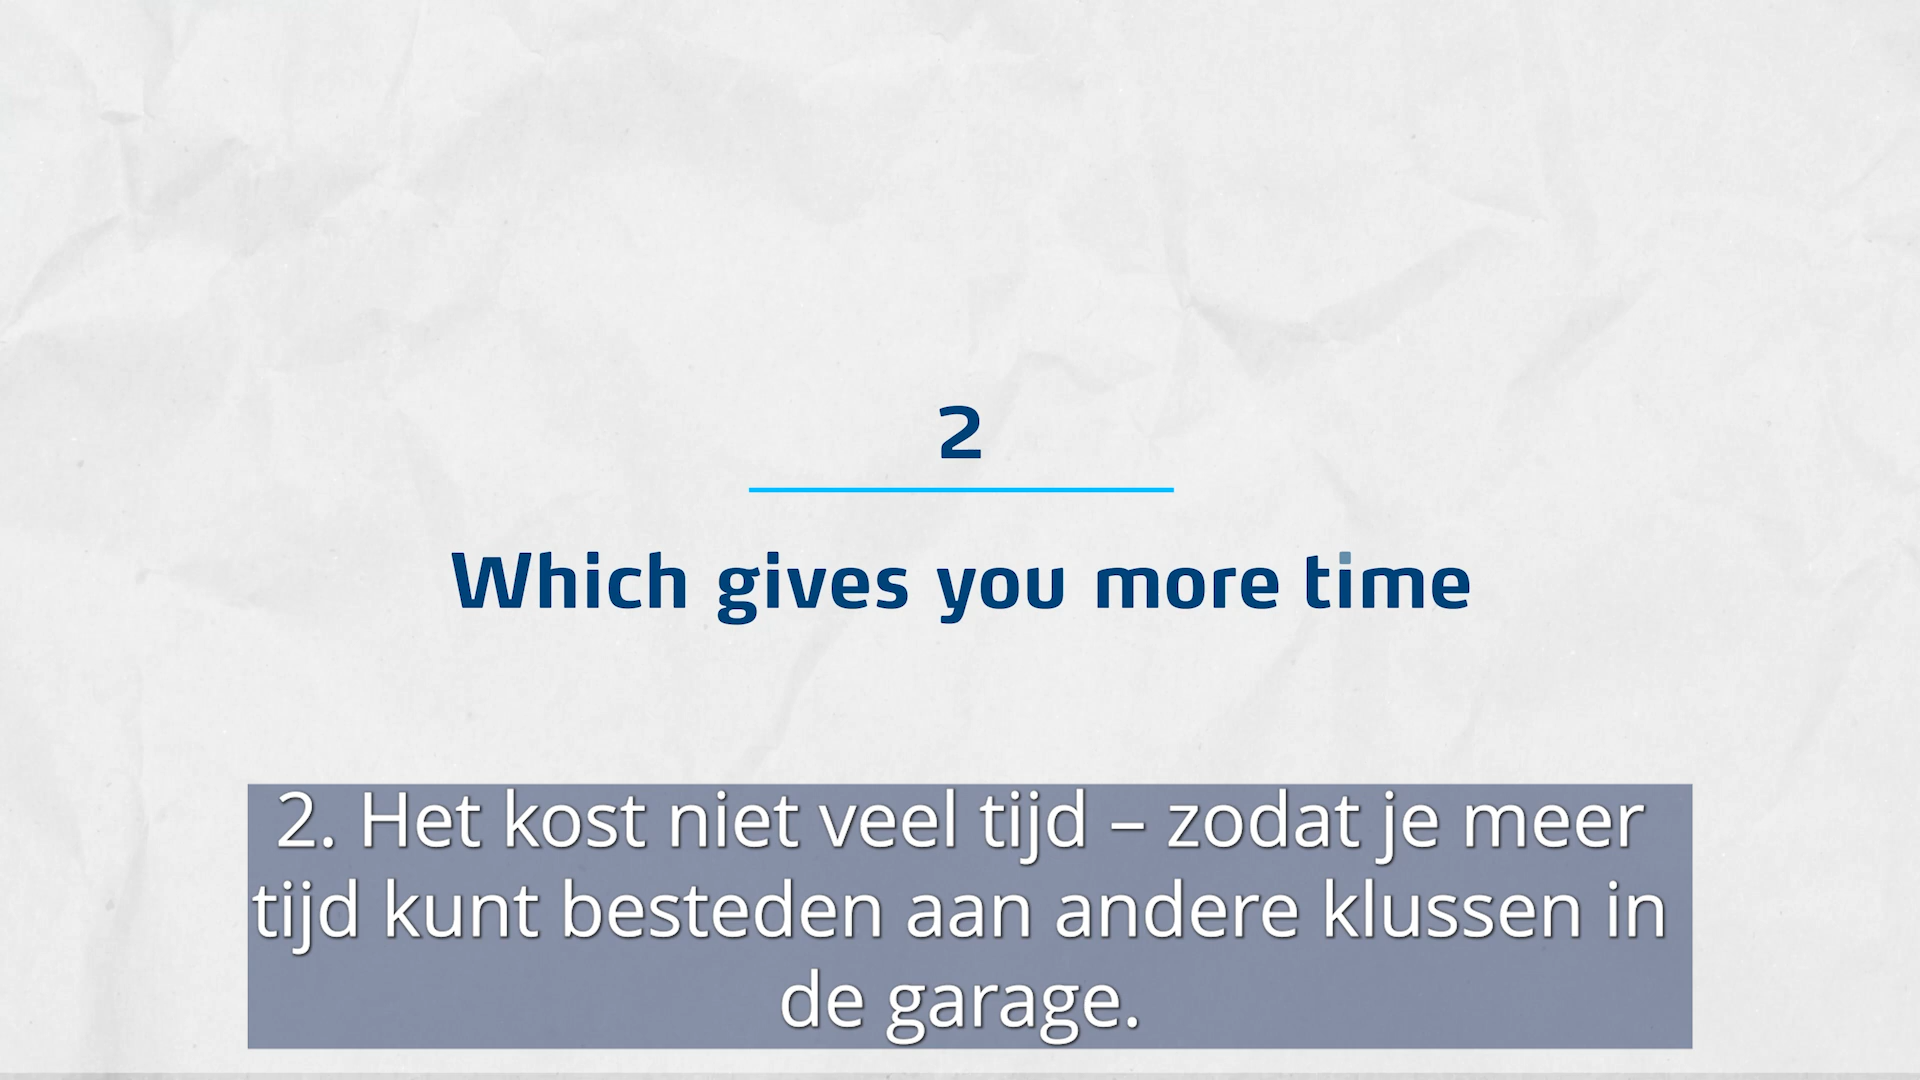 2
Which gives you more time
2. Het kost niet veel tijd – zodat je meer
tijd kunt besteden aan andere klussen in
de garage.